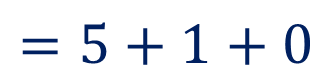 = 5 + 1 + 0